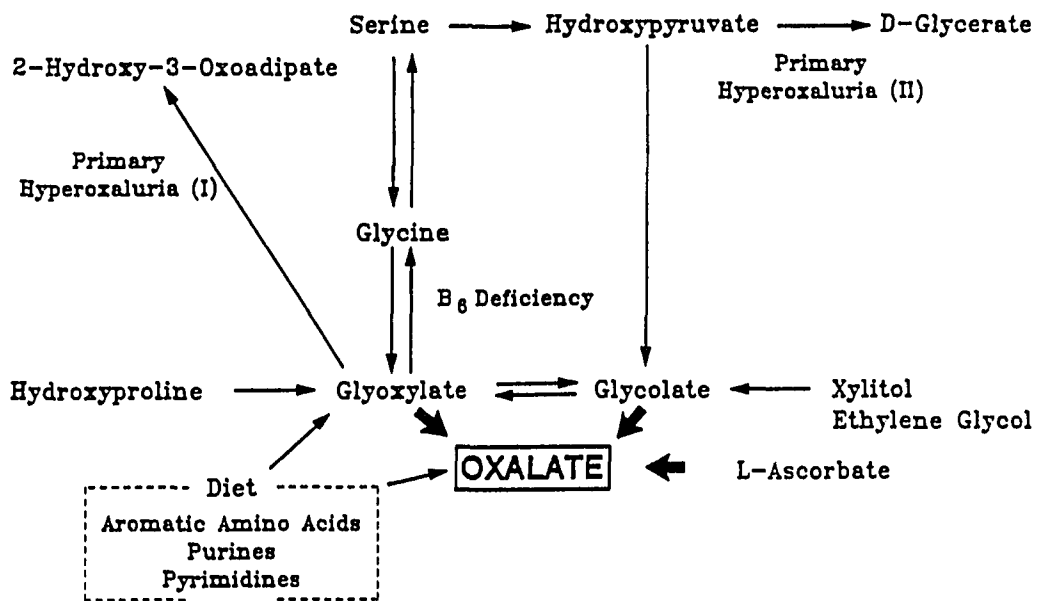 Serine
Hydroxypyruvate
D-Glycerate
2-Hydroxy-3-Oxoadipate
Primary
Hyperoxaluria (II)
Primary
Hyperoxaluria (I)
Glycine
B6 Deficiency
Hydroxyproline
Glyoxylate
Glycolate
Xylitol
Ethylene Glycol
OXALATE
L-Ascorbate
Diet
Aromatic Amino Acids
Purines
Pyrimidines